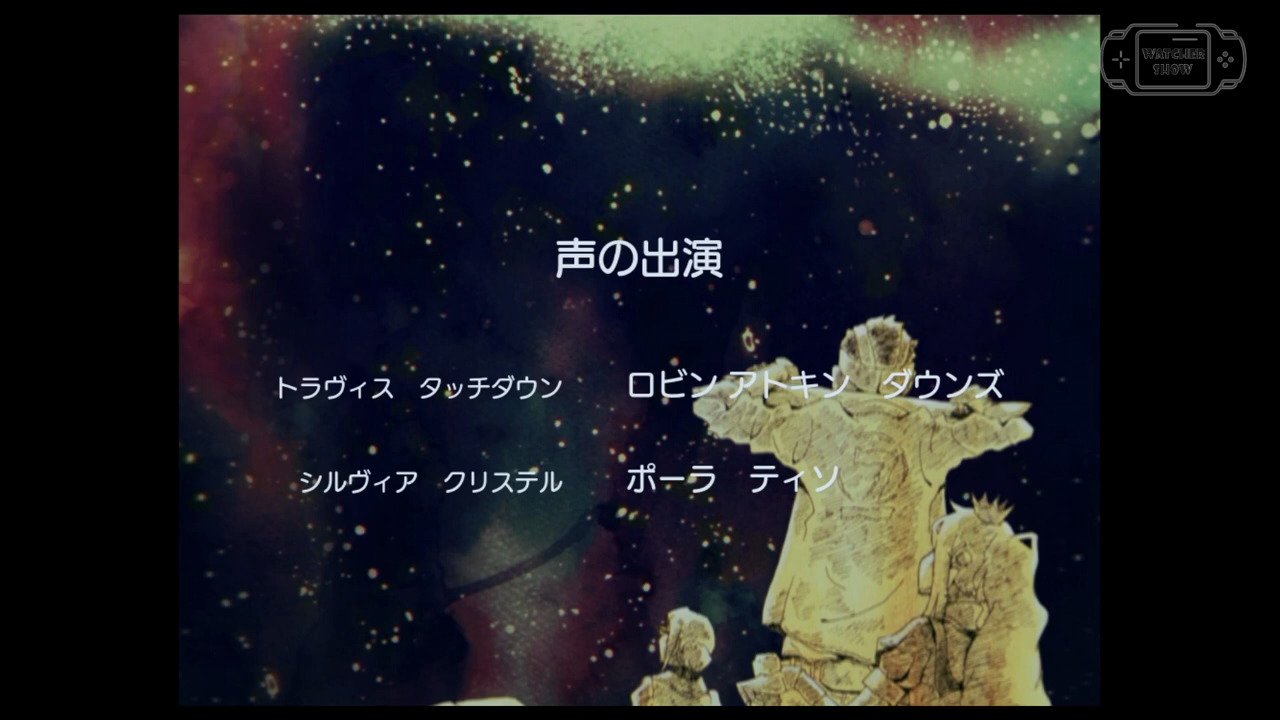 WATCHER
SHOW
声の出演
トラヴィス　タッチダウン　ロビン アトキン　ダウンズ
シルヴィア　クリステル　ポーラ　ティソ